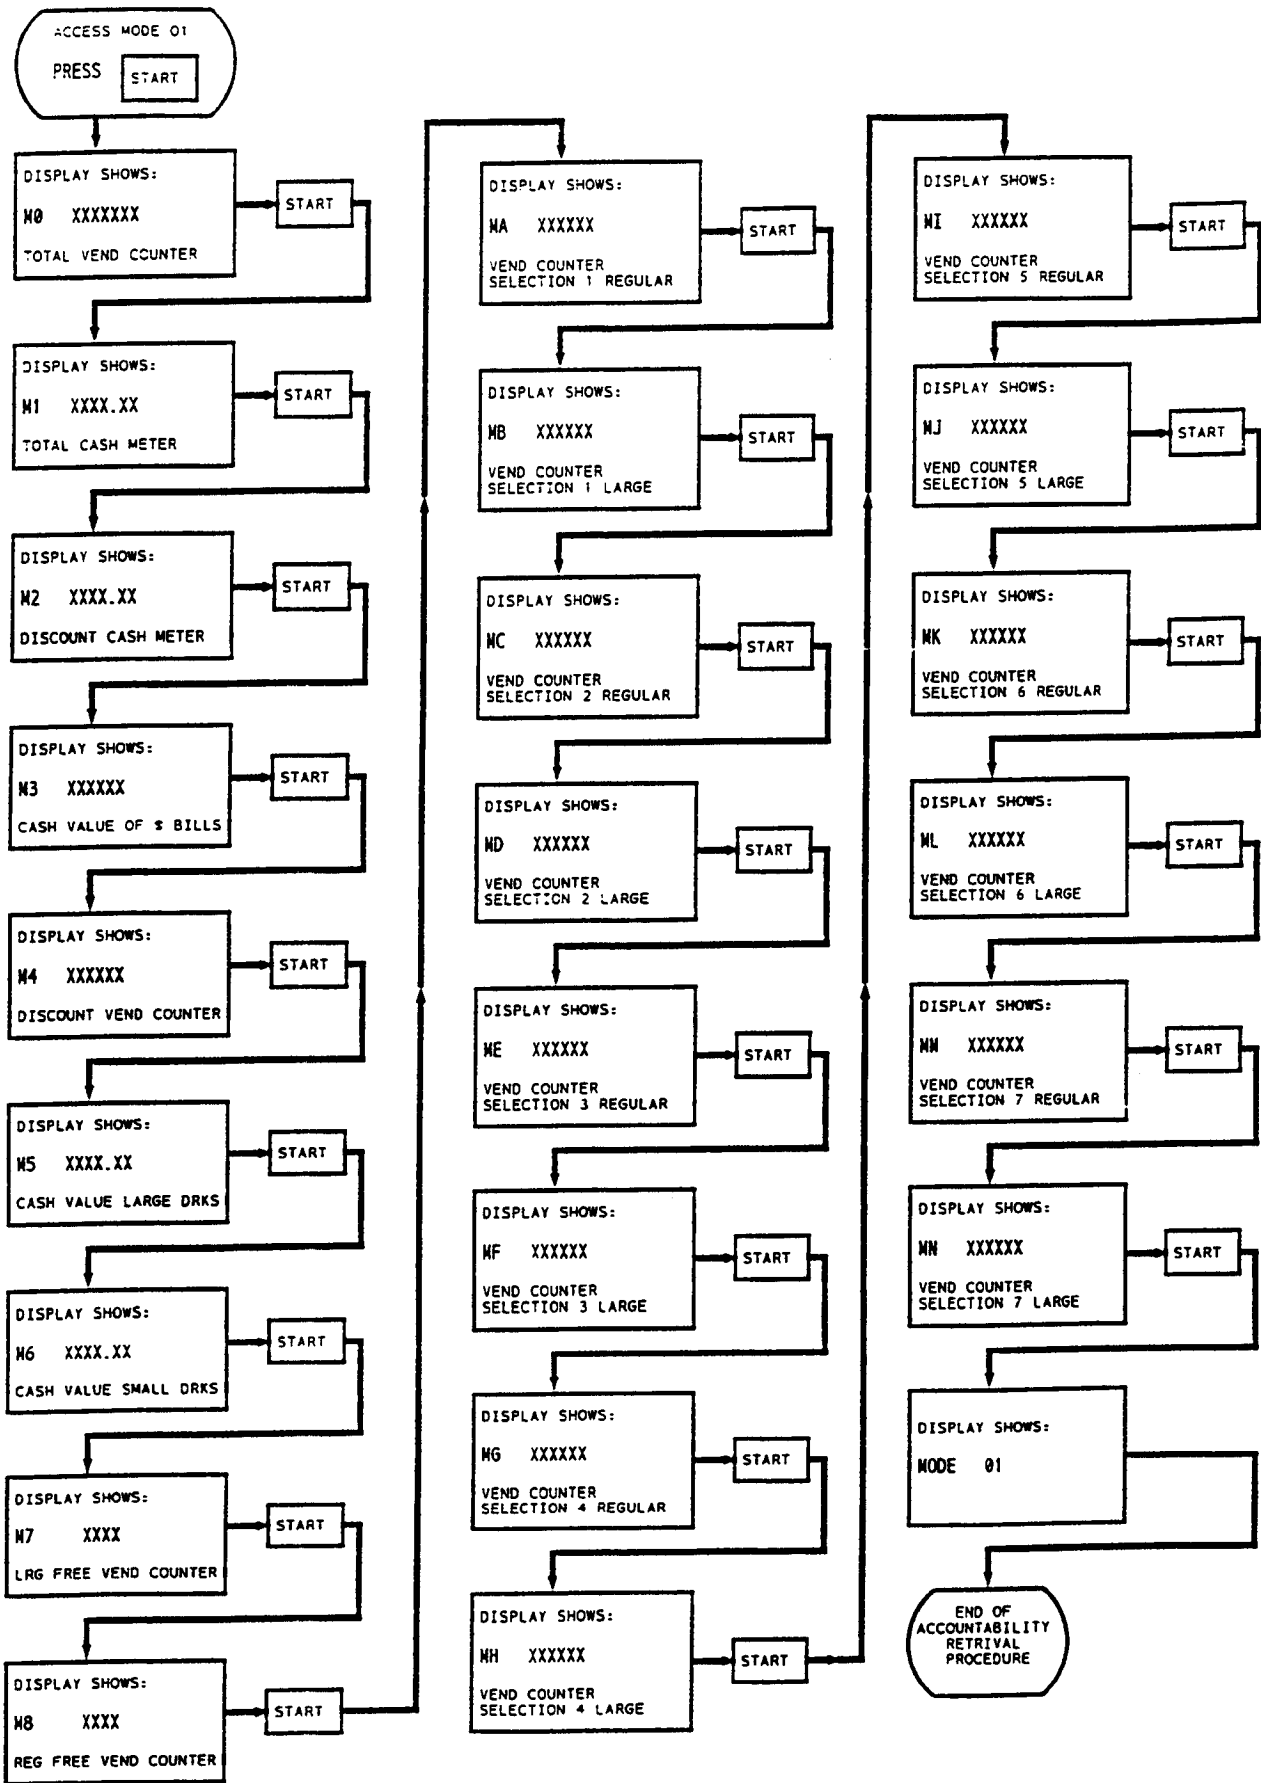 ACCESS MODE 01
PRESS START
DISPLAY SHOWS:
M0 XXXXXXX
TOTAL VEND COUNTER
START
DISPLAY SHOWS:
M1 XXXX.XX
TOTAL CASH METER
START
DISPLAY SHOWS:
M2 XXXX.XX
DISCOUNT CASH METER
START
DISPLAY SHOWS:
M3 XXXXXX
CASH VALUE OF $ BILLS
START
DISPLAY SHOWS:
M4 XXXXXX
DISCOUNT VEND COUNTER
START
DISPLAY SHOWS:
M5 XXXX.XX
CASH VALUE LARGE DRKS
START
DISPLAY SHOWS:
M6 XXXX.XX
CASH VALUE SMALL DRKS
START
DISPLAY SHOWS:
M7 XXXX
LRG FREE VEND COUNTER
START
DISPLAY SHOWS:
M8 XXXX
REG FREE VEND COUNTER
START
DISPLAY SHOWS:
MA XXXXXX
VEND COUNTER
SELECTION 1 REGULAR
START
DISPLAY SHOWS:
MB XXXXXX
VEND COUNTER
SELECTION 1 LARGE
START
DISPLAY SHOWS:
MC XXXXXX
VEND COUNTER
SELECTION 2 REGULAR
START
DISPLAY SHOWS:
MD XXXXXX
VEND COUNTER
SELECTION 2 LARGE
START
DISPLAY SHOWS:
ME XXXXXX
VEND COUNTER
SELECTION 3 REGULAR
START
DISPLAY SHOWS:
MF XXXXXX
VEND COUNTER
SELECTION 3 LARGE
START
DISPLAY SHOWS:
MG XXXXXX
VEND COUNTER
SELECTION 4 REGULAR
START
DISPLAY SHOWS:
MH XXXXXX
VEND COUNTER
SELECTION 4 LARGE
START
DISPLAY SHOWS:
MI XXXXXX
VEND COUNTER
SELECTION 5 REGULAR
START
DISPLAY SHOWS:
MJ XXXXXX
VEND COUNTER
SELECTION 5 LARGE
START
DISPLAY SHOWS:
MK XXXXXX
VEND COUNTER
SELECTION 6 REGULAR
START
DISPLAY SHOWS:
ML XXXXXX
VEND COUNTER
SELECTION 6 LARGE
START
DISPLAY SHOWS:
MM XXXXXX
VEND COUNTER
SELECTION 7 REGULAR
START
DISPLAY SHOWS:
MN XXXXXX
VEND COUNTER
SELECTION 7 LARGE
START
DISPLAY SHOWS:
MODE 01
END OF
ACCOUNTABILITY
RETRIVAL
PROCEDURE